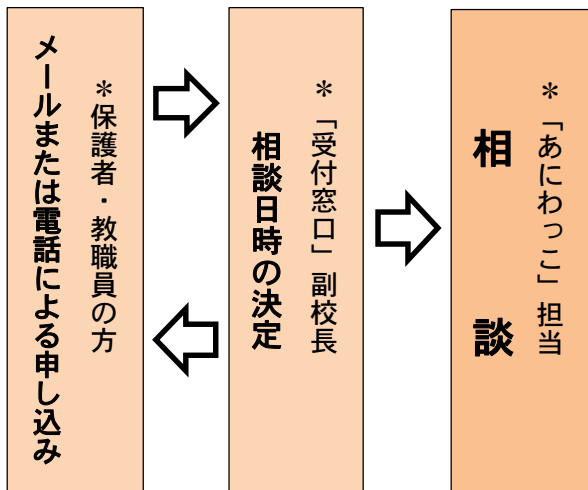 メールまたは電話による申し込み
＊保護者・教職員の方
相談日時の決定
＊「受付窓口」副校長
相談
＊「あにわっこ」担当